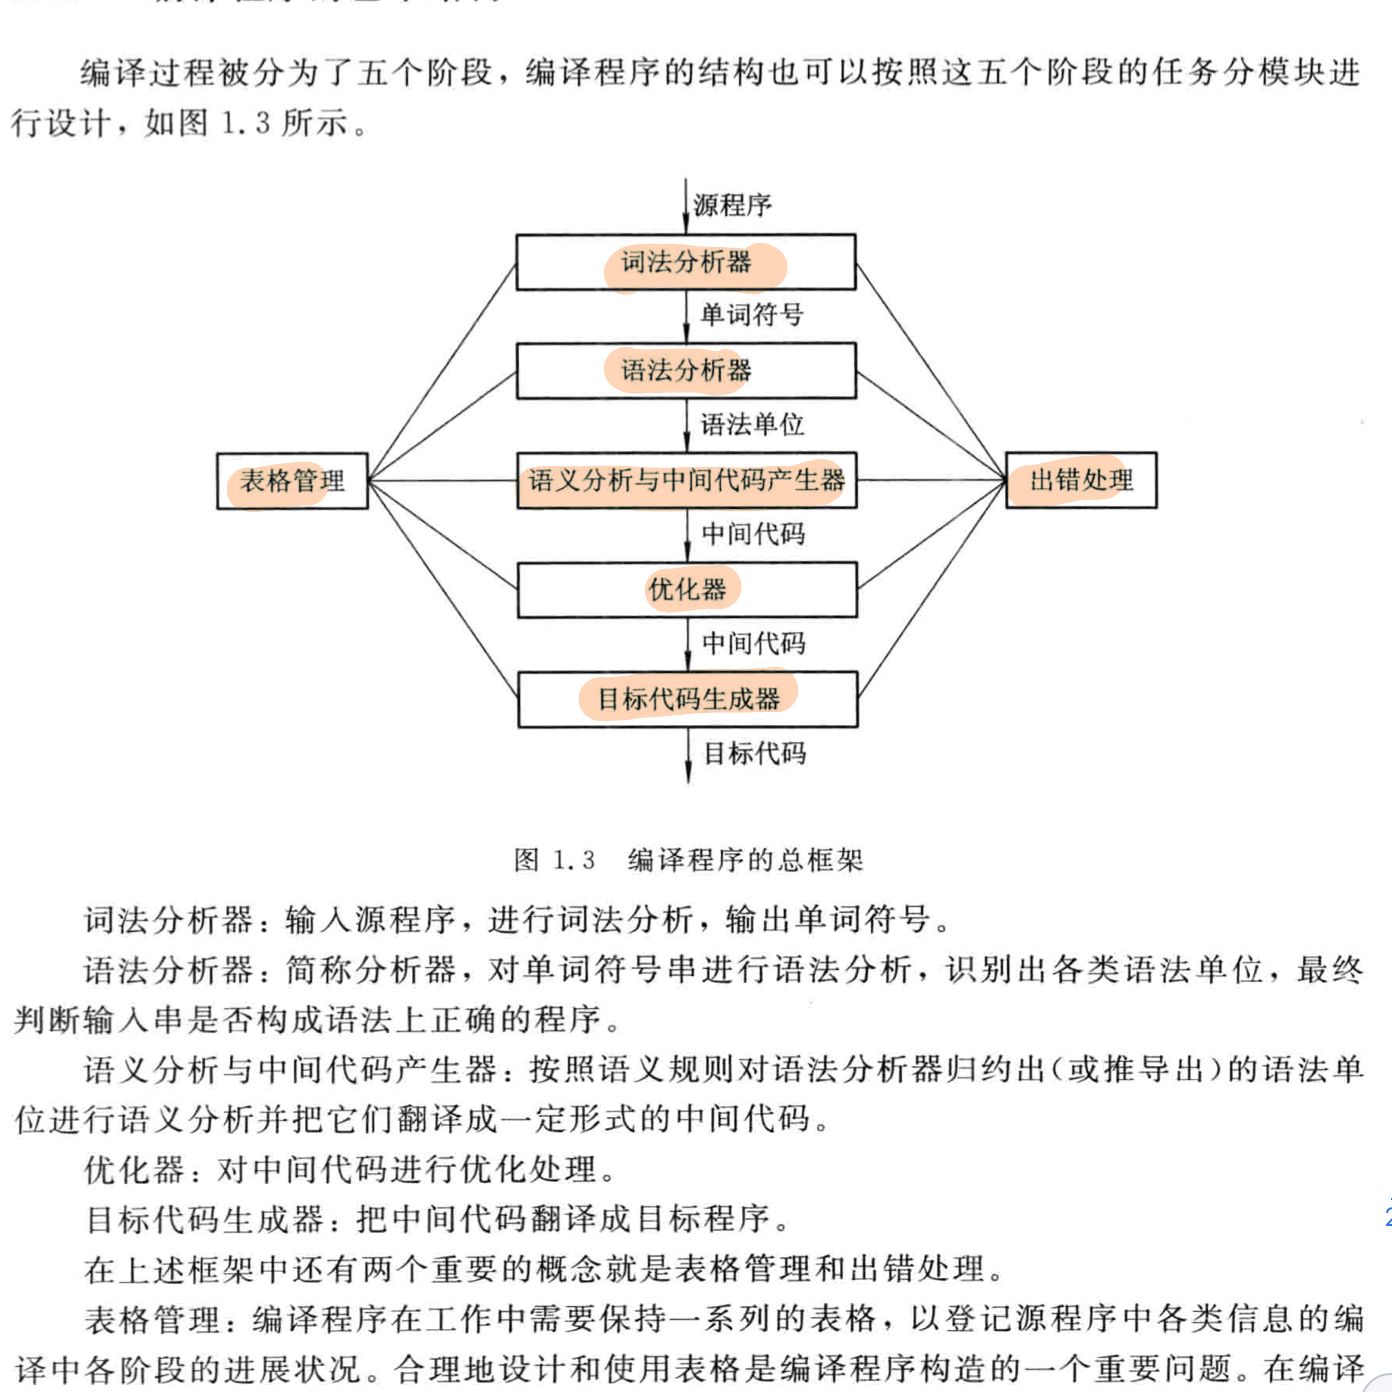 编译过程被分为了五个阶段，编译程序的结构也可以按照这五个阶段的任务分模块进
行设计，如图 1.3 所示。
源程序
词法分析器
单词符号
语法分析器
语法单位
表格管理
语义分析与中间代码产生器
出错处理
中间代码
优化器
中间代码
目标代码生成器
目标代码
图 1.3 编译程序的总框架
词法分析器：输入源程序，进行词法分析，输出单词符号。
语法分析器：简称分析器，对单词符号串进行语法分析，识别出各类语法单位，最终
判断输入串是否构成语法上正确的程序。
语义分析与中间代码产生器：按照语义规则对语法分析器归约出(或推导出)的语法单
位进行语义分析并把它们翻译成一定形式的中间代码。
优化器：对中间代码进行优化处理。
目标代码生成器：把中间代码翻译成目标程序。
在上述框架中还有两个重要的概念就是表格管理和出错处理。
表格管理：编译程序在工作中需要保持一系列的表格，以登记源程序中各类信息的编
译中各阶段的进展状况。合理地设计和使用表格是编译程序构造的一个重要问题。在编译